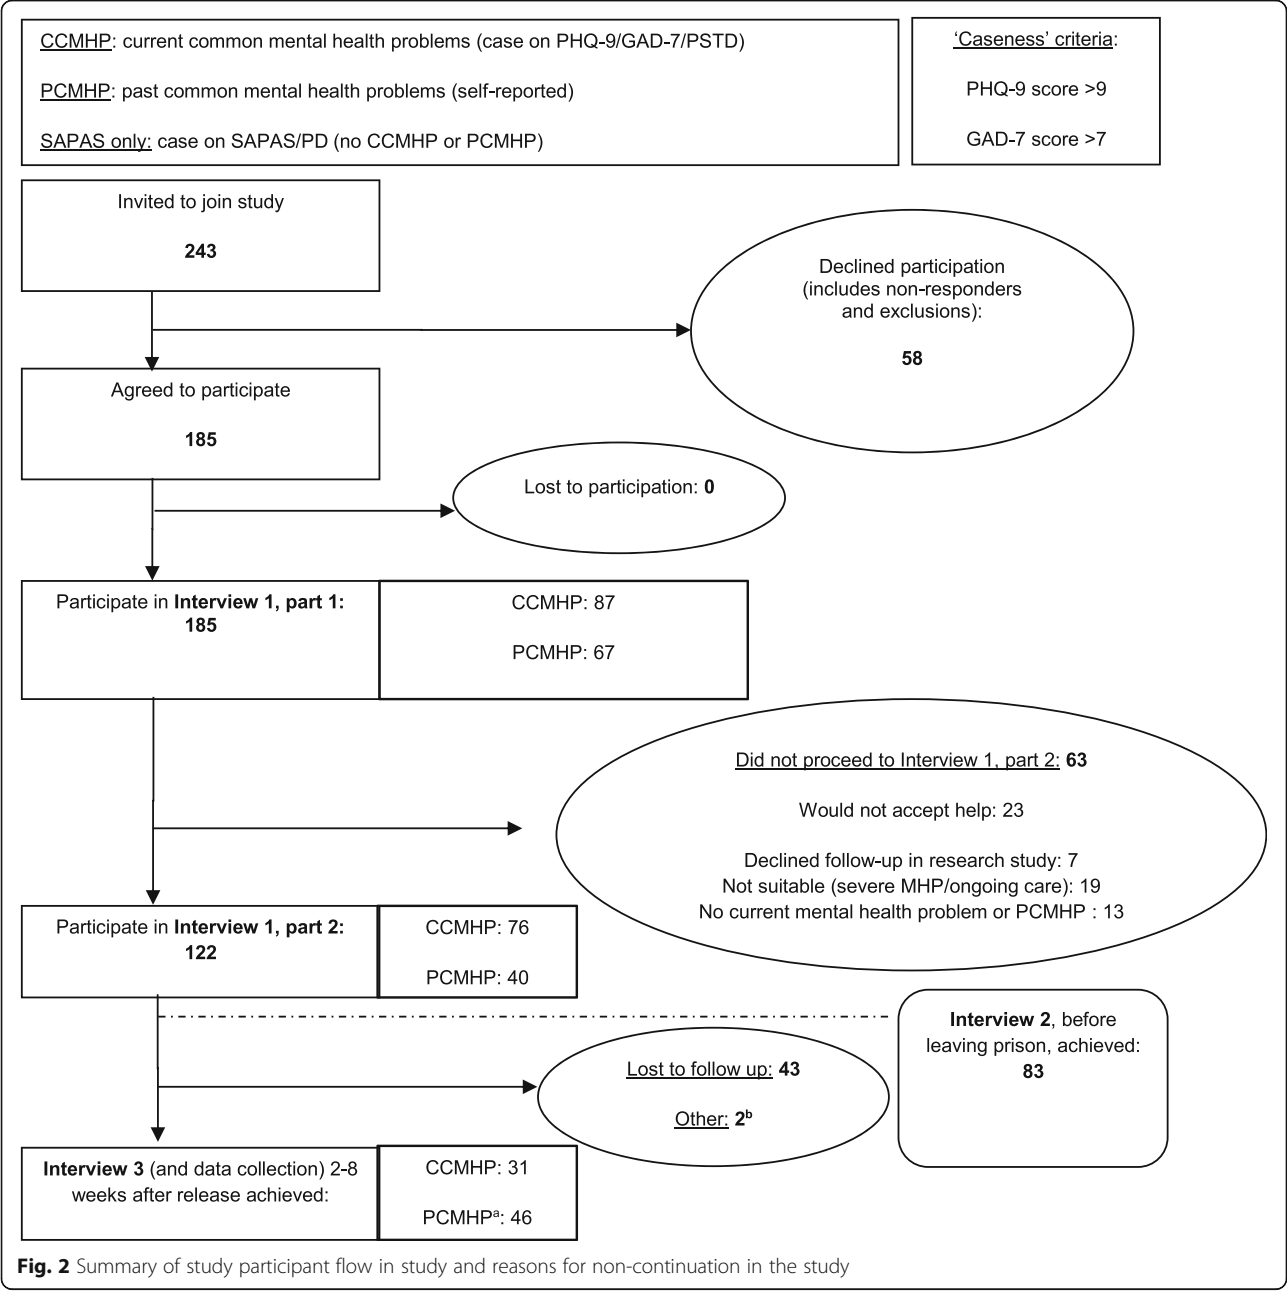 CCMHP: current common mental health problems (case on PHQ-9/GAD-7/PSTD)
PCMHP: past common mental health problems (self-reported)
SAPAS only: case on SAPAS/PD (no CCMHP or PCMHP)
‘Caseness’ criteria:
PHQ-9 score >9
GAD-7 score >7
Invited to join study
243
Declined participation
(includes non-responders
and exclusions):
58
Agreed to participate
185
Lost to participation: 0
Participate in Interview 1, part 1:
185
CCMHP: 87
PCMHP: 67
Did not proceed to Interview 1, part 2: 63
Would not accept help: 23
Declined follow-up in research study: 7
Not suitable (severe MHP/ongoing care): 19
No current mental health problem or PCMHP : 13
Participate in Interview 1, part 2:
122
CCMHP: 76
PCMHP: 40
Interview 2, before
leaving prison, achieved:
83
Lost to follow up: 43
Other: 2b
Interview 3 (and data collection) 2-8
weeks after release achieved:
CCMHP: 31
PCMHPa: 46
Fig. 2 Summary of study participant flow in study and reasons for non-continuation in the study